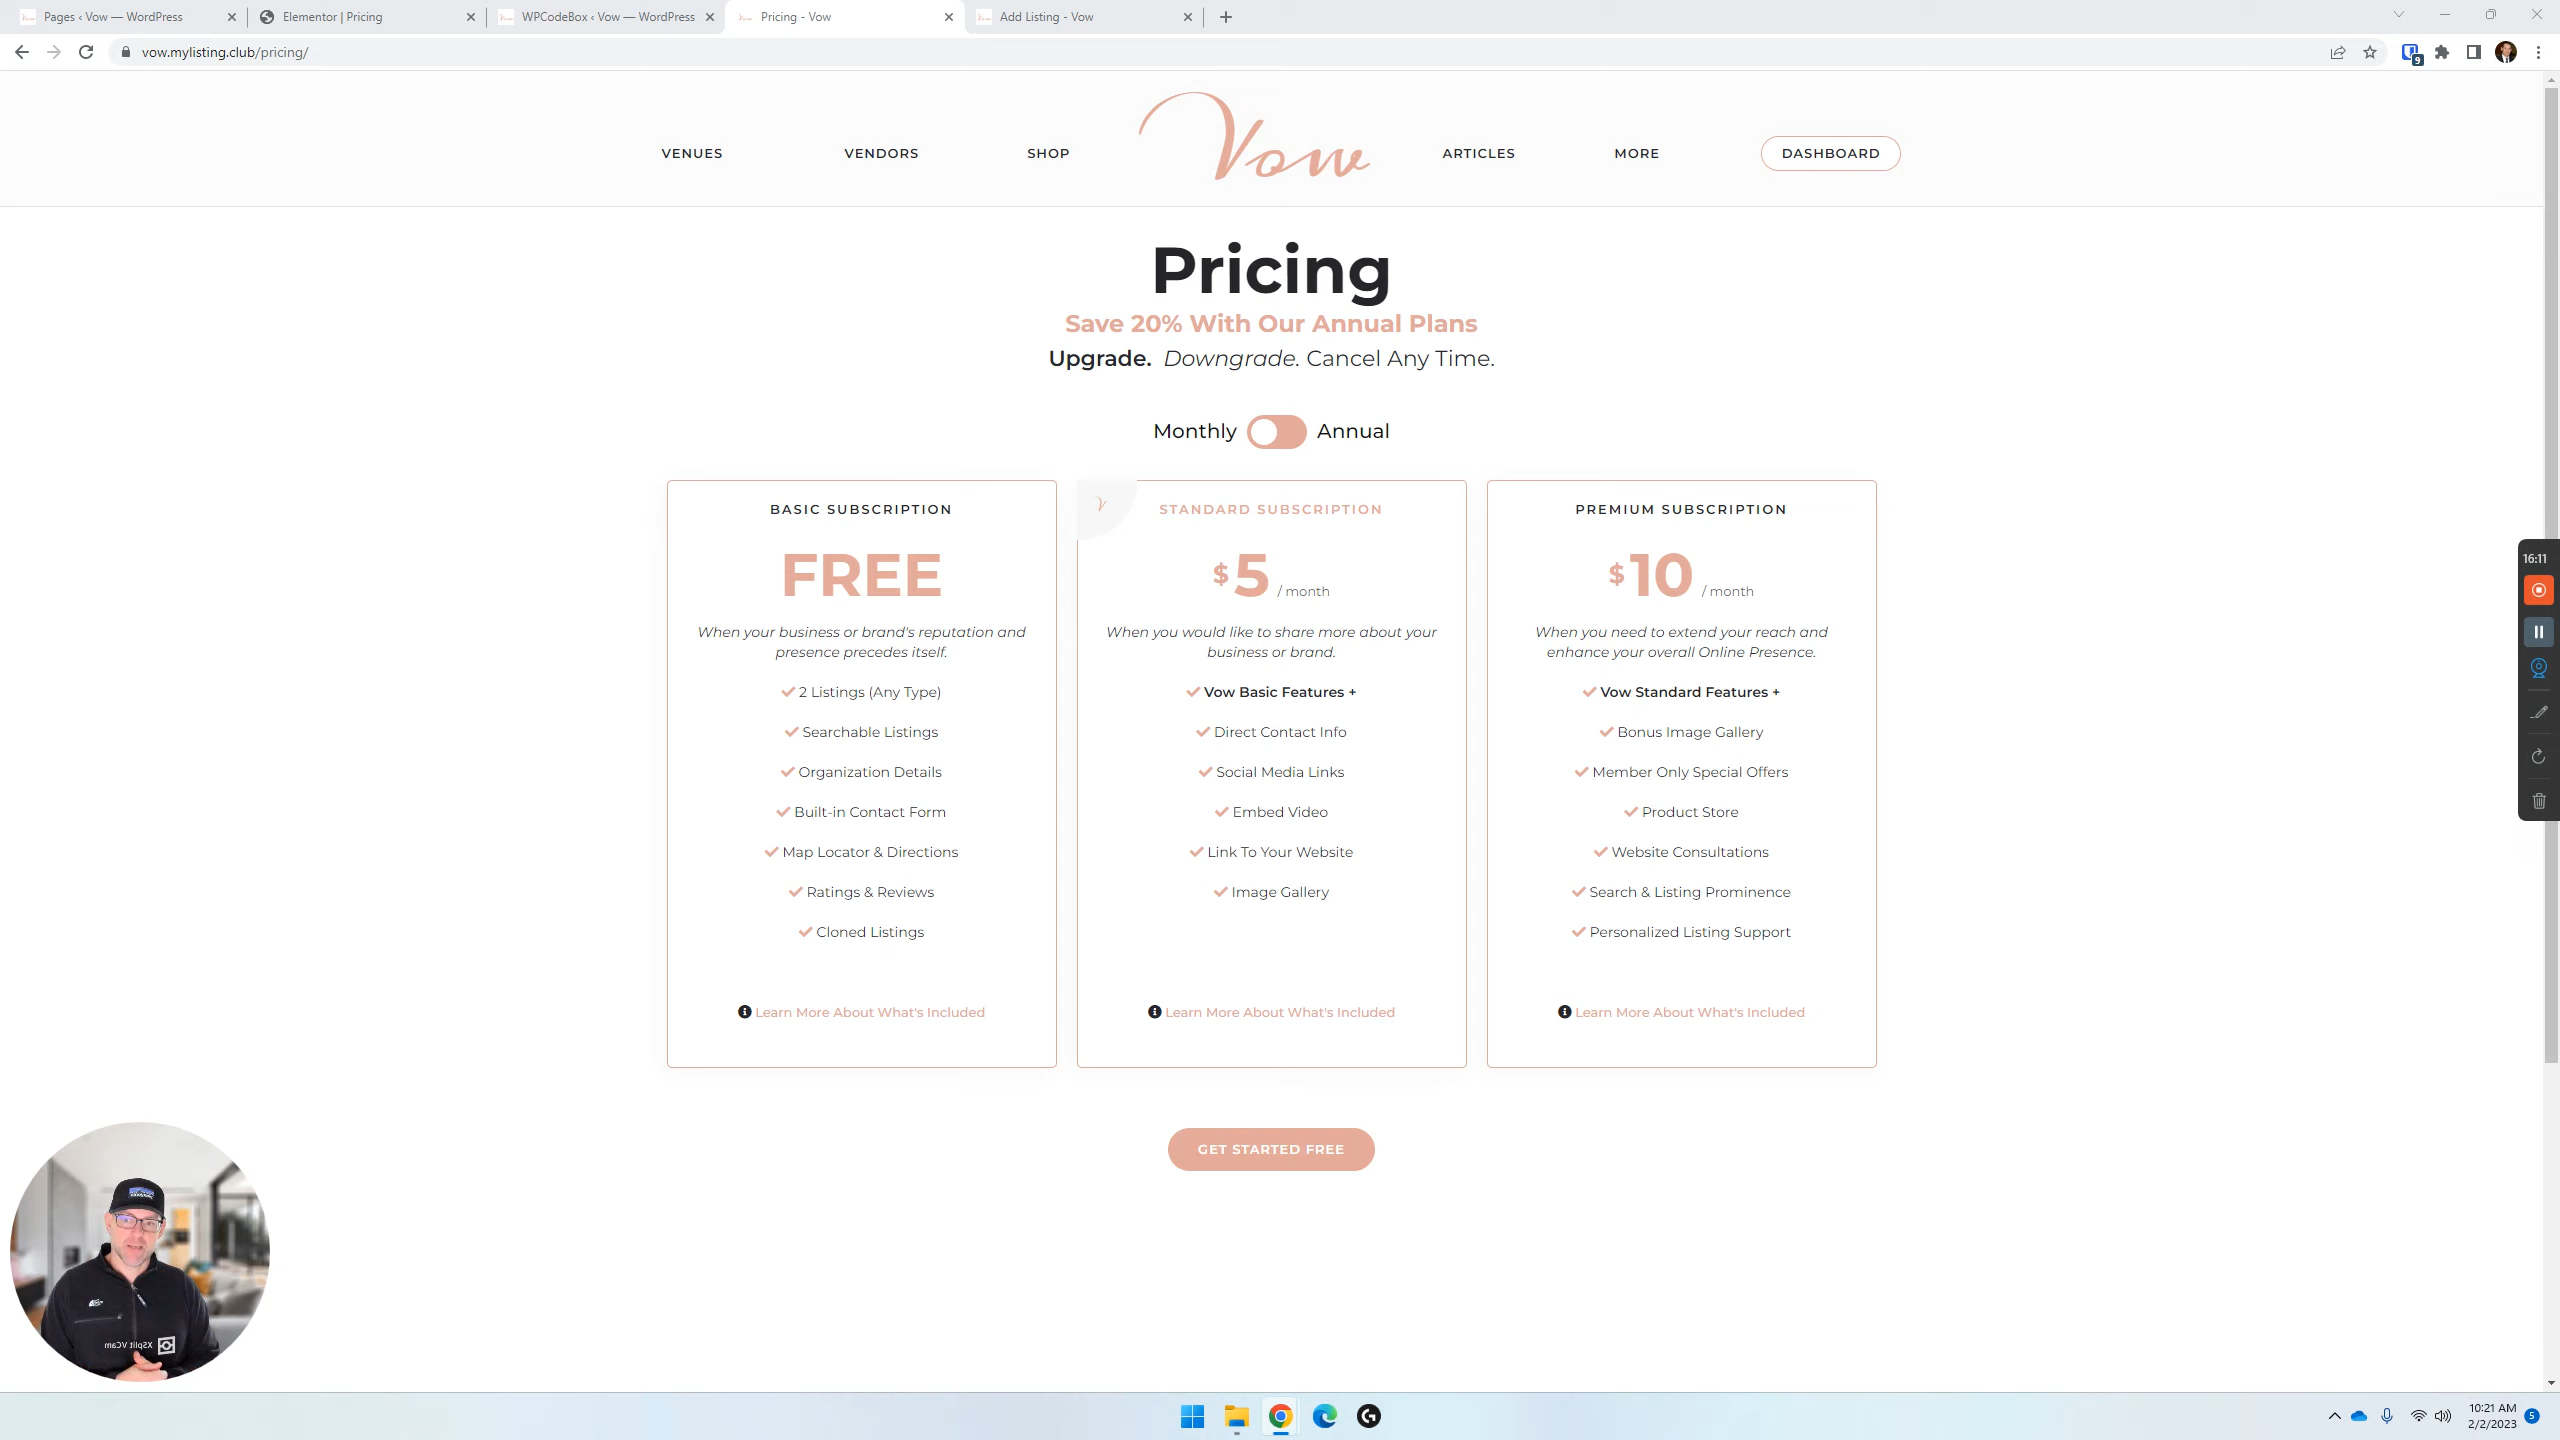 Pages ‹ Vow — WordPress
Elementor | Pricing
WPCodeBox ‹ Vow — WordPress
Pricing - Vow
Add Listing - Vow
vow.mylisting.club/pricing/
9
VENUES
VENDORS
SHOP
Vow
ARTICLES
MORE
DASHBOARD
Pricing
Save 20% With Our Annual Plans
Upgrade. Downgrade. Cancel Any Time.
Monthly
Annual
BASIC SUBSCRIPTION
FREE
When your business or brand's reputation and
presence precedes itself.
2 Listings (Any Type)
Searchable Listings
Organization Details
Built-in Contact Form
Map Locator & Directions
Ratings & Reviews
Cloned Listings
Learn More About What's Included
V
STANDARD SUBSCRIPTION
$5 / month
When you would like to share more about your
business or brand.
Vow Basic Features +
Direct Contact Info
Social Media Links
Embed Video
Link To Your Website
Image Gallery
Learn More About What's Included
PREMIUM SUBSCRIPTION
$10 / month
When you need to extend your reach and
enhance your overall Online Presence.
Vow Standard Features +
Bonus Image Gallery
Member Only Special Offers
Product Store
Website Consultations
Search & Listing Prominence
Personalized Listing Support
Learn More About What's Included
16:11
GET STARTED FREE
XSplit VCam
10:21 AM
2/2/2023
5